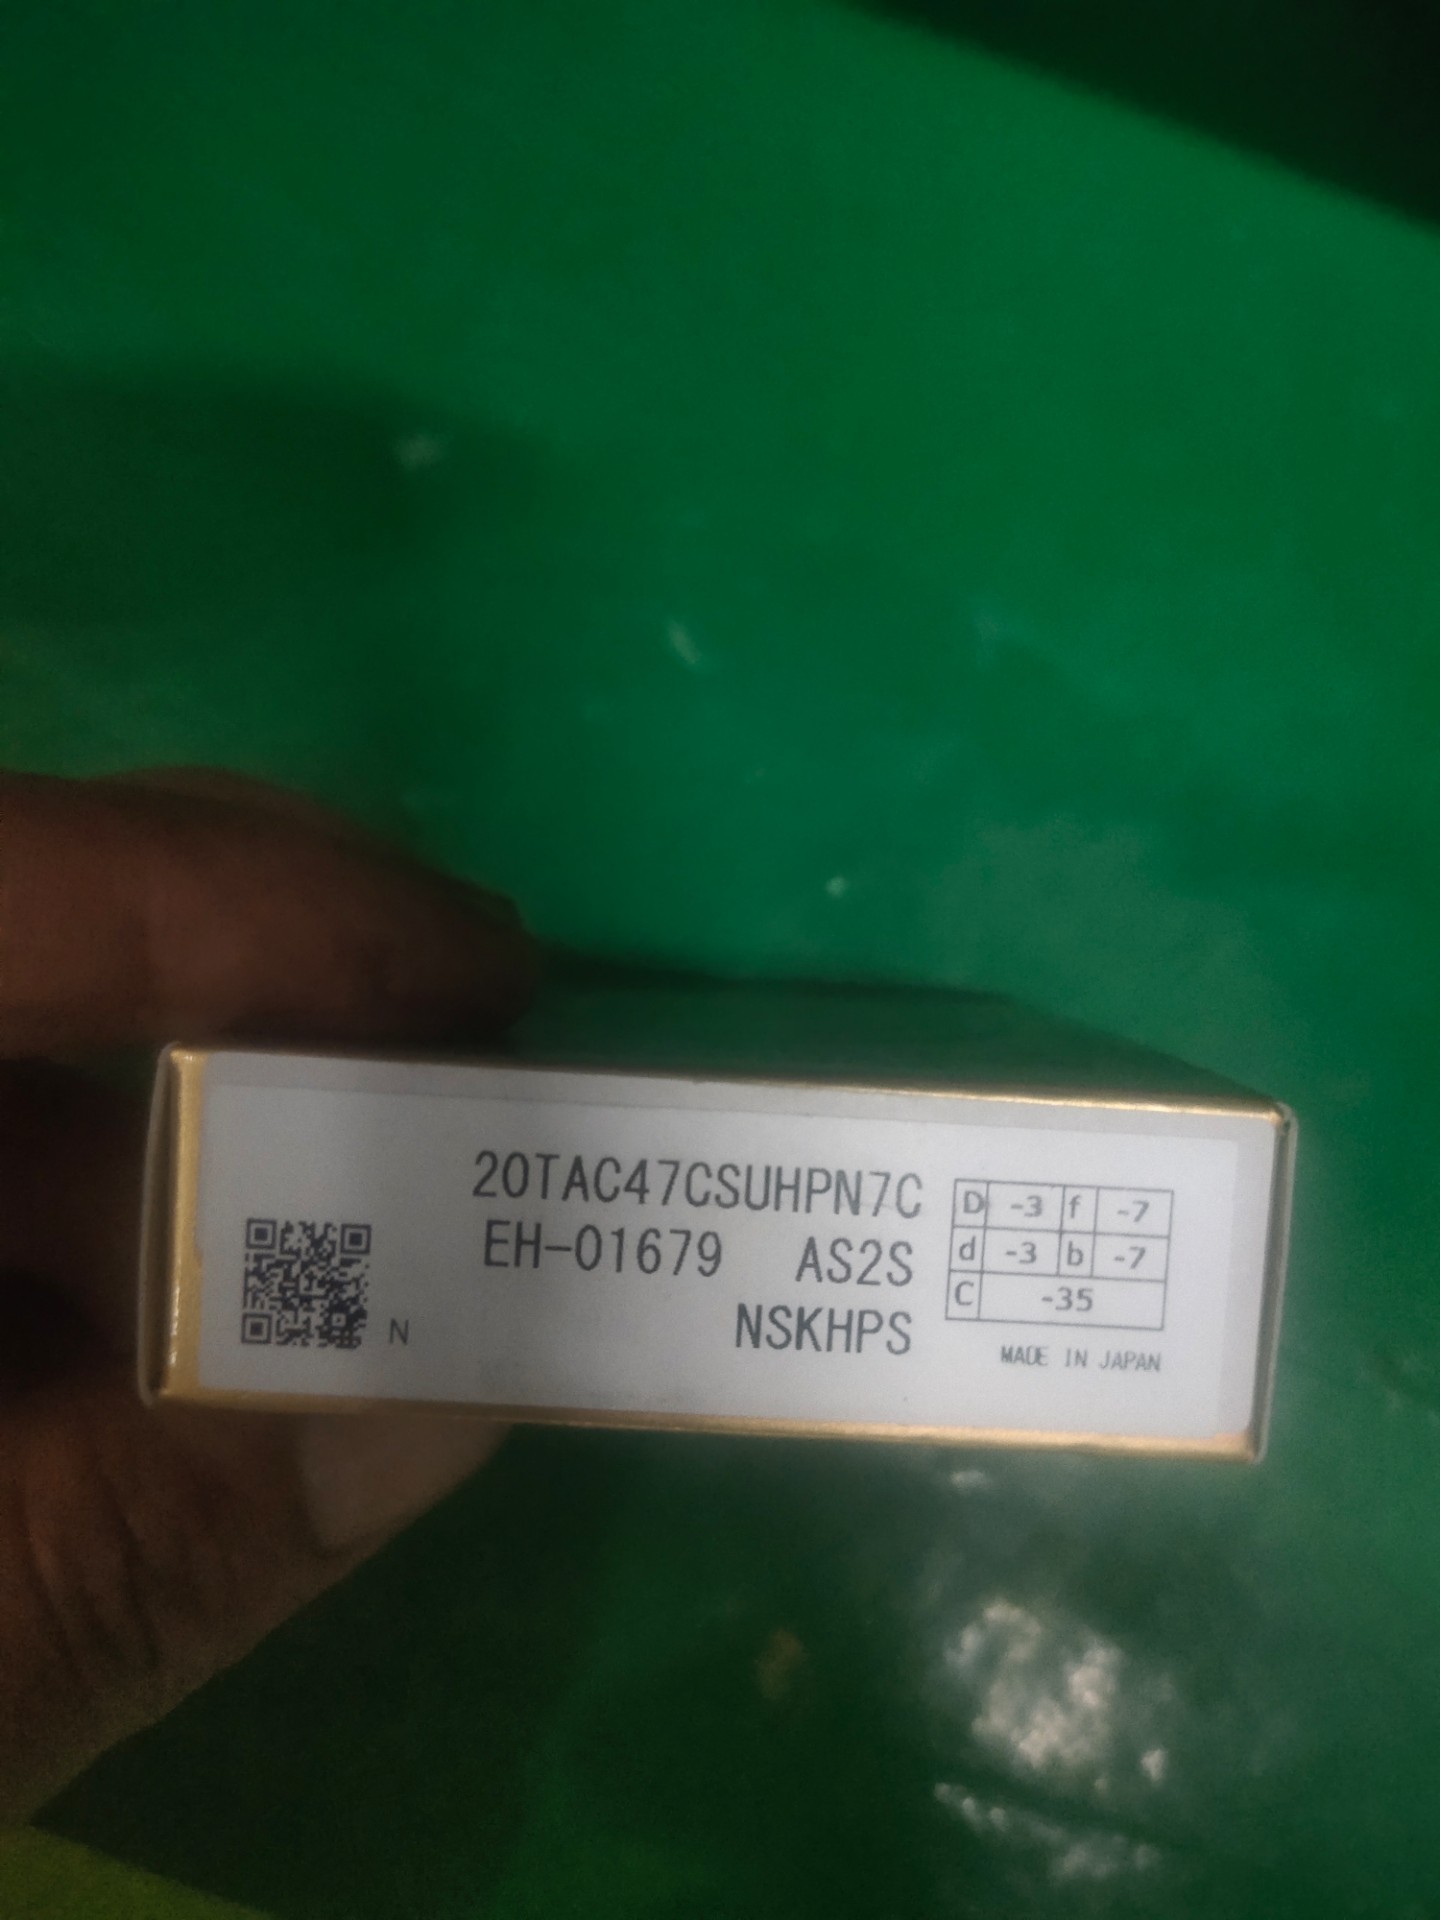 20TAC47CSUHPN7C
EH-01679 AS2S
NSKHPS
N
D -3 f -7
d -3 b -7
C -35
MADE IN JAPAN